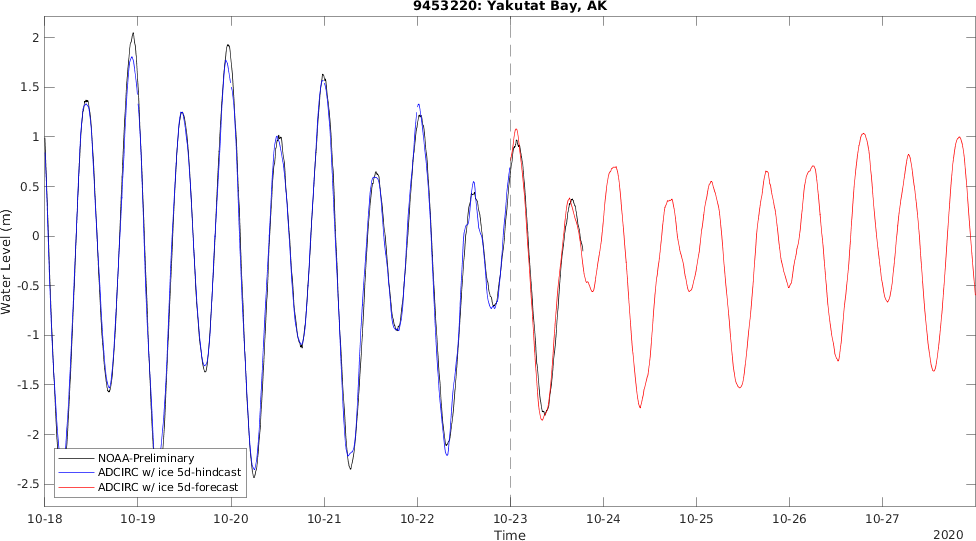 9453220: Yakutat Bay, AK
2
1.5
1
0.5
0
-0.5
-1
-1.5
-2
-2.5
Water Level (m)
NOAA-Preliminary
ADCIRC w/ ice 5d-hindcast
ADCIRC w/ ice 5d-forecast
10-18 10-19 10-20 10-21 10-22 10-23 10-24 10-25 10-26 10-27
Time
2020